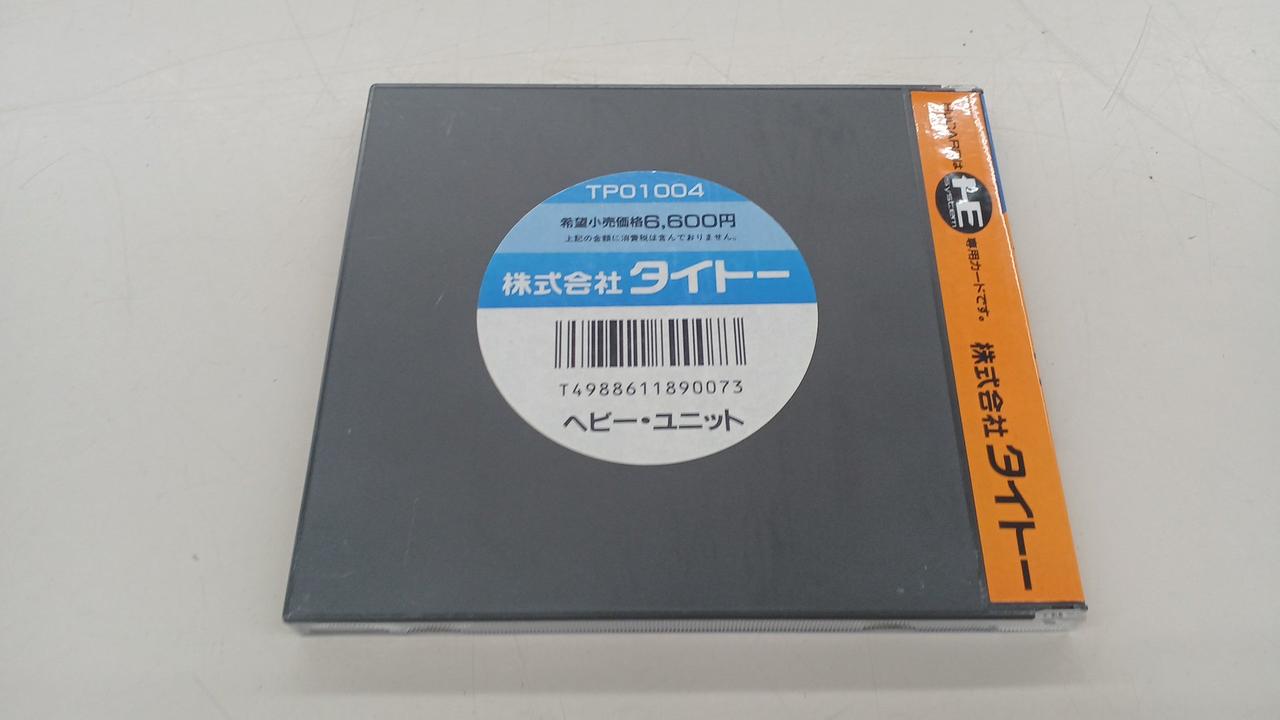 TP01004
希望小売価格6,600円
上記の金額に消費税は含んでおりません。
株式会社 タイトー
T4988611890073
ヘビー・ユニット
PE
system
専用カードです。
株式会社 タイトー